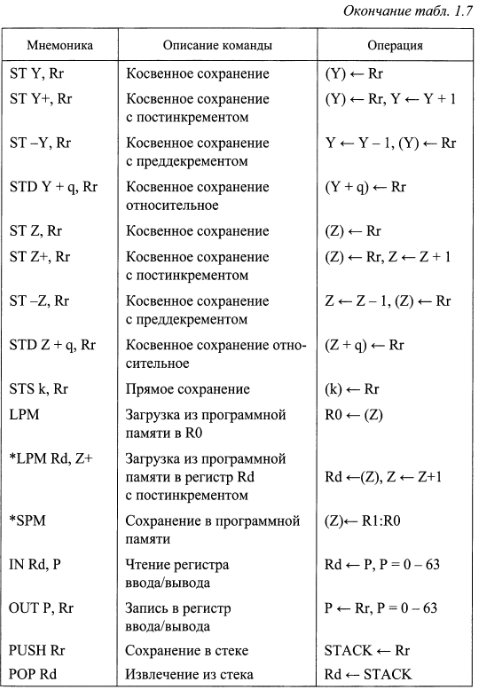 Окончание табл. 1.7
Мнемоника Описание команды Операция
ST Y, Rr Косвенное сохранение (Y) ← Rr
ST Y+, Rr Косвенное сохранение (Y) ← Rr, Y ← Y + 1
с постинкрементом
ST –Y, Rr Косвенное сохранение Y ← Y – 1, (Y) ← Rr
с преддекрементом
STD Y + q, Rr Косвенное сохранение (Y + q) ← Rr
относительное
ST Z, Rr Косвенное сохранение (Z) ← Rr
ST Z+, Rr Косвенное сохранение (Z) ← Rr, Z ← Z + 1
с постинкрементом
ST –Z, Rr Косвенное сохранение Z ← Z – 1, (Z) ← Rr
с преддекрементом
STD Z + q, Rr Косвенное сохранение отно- (Z + q) ← Rr
сительное
STS k, Rr Прямое сохранение (k) ← Rr
LPM Загрузка из программной R0 ← (Z)
памяти в R0
*LPM Rd, Z+ Загрузка из программной
памяти в регистр Rd Rd ←(Z), Z ← Z+1
с постинкрементом
*SPM Сохранение в программной (Z)← R1:R0
памяти
IN Rd, P Чтение регистра Rd ← P, P = 0 – 63
ввода/вывода
OUT P, Rr Запись в регистр P ← Rr, P = 0 – 63
ввода/вывода
PUSH Rr Сохранение в стеке STACK ← Rr
POP Rd Извлечение из стека Rd ← STACK